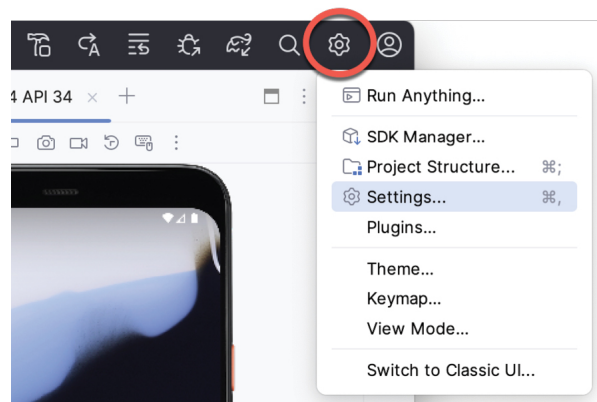 4 API 34
Run Anything...
SDK Manager...
Project Structure... ⌘;
Settings... ⌘,
Plugins...
Theme...
Keymap...
View Mode...
Switch to Classic UI...